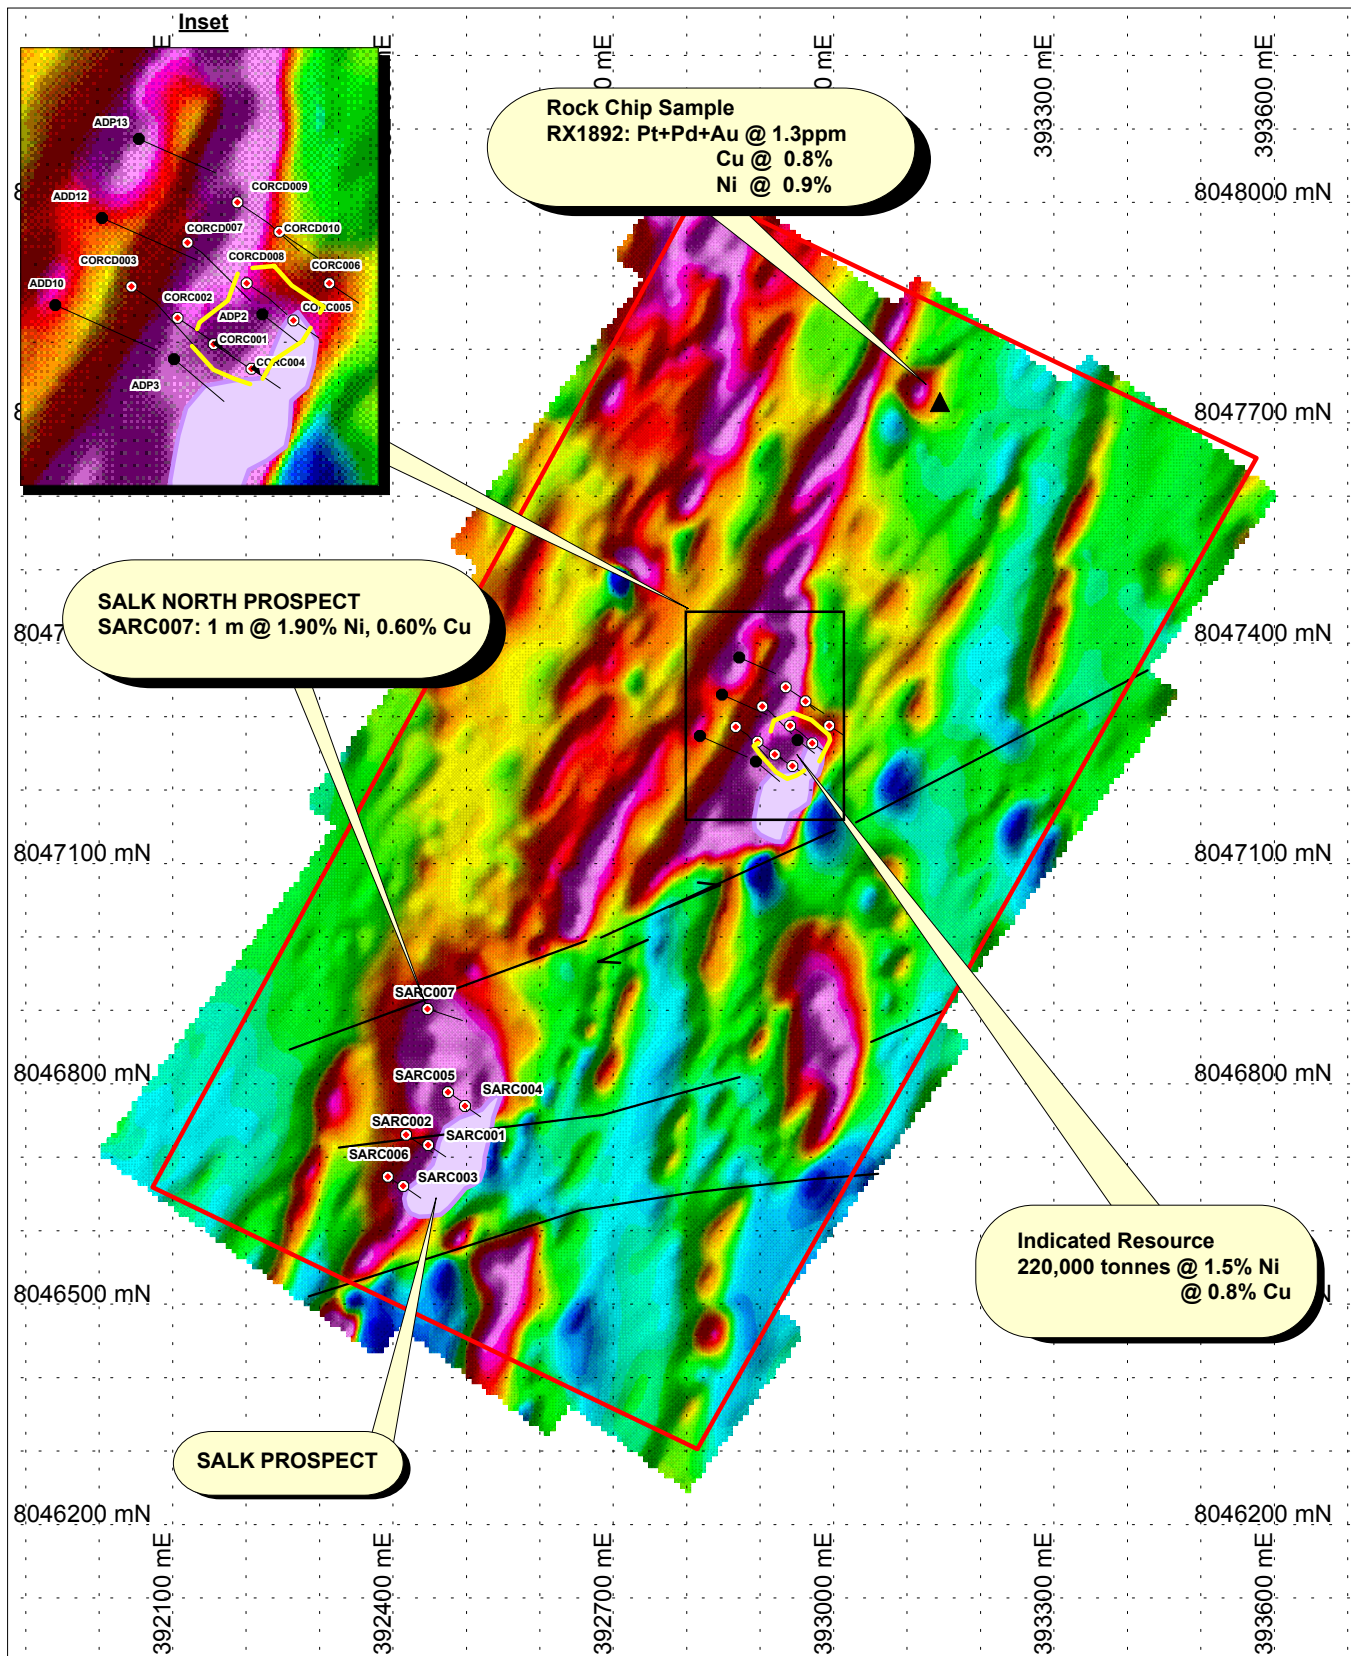 Inset
ADP13
CORCD009
ADD12
CORCD007
CORCD010
CORCD003
CORCD008
CORC006
ADD10
CORC002
ADP2
CORC005
CORC001
CORC004
ADP3
Rock Chip Sample
RX1892: Pt+Pd+Au @ 1.3ppm
Cu @ 0.8%
Ni @ 0.9%
393300 mE
393600 mE
8048000 mN
8047700 mN
SALK NORTH PROSPECT
SARC007: 1 m @ 1.90% Ni, 0.60% Cu
8047400 mN
8047100 mN
8047100 mN
SARC007
SARC005
SARC004
SARC002
SARC001
SARC006
SARC003
8046800 mN
8046800 mN
Indicated Resource
220,000 tonnes @ 1.5% Ni
@ 0.8% Cu
8046500 mN
SALK PROSPECT
8046200 mN
8046200 mN
392100 mE
392400 mE
392700 mE
393000 mE
393300 mE
393600 mE